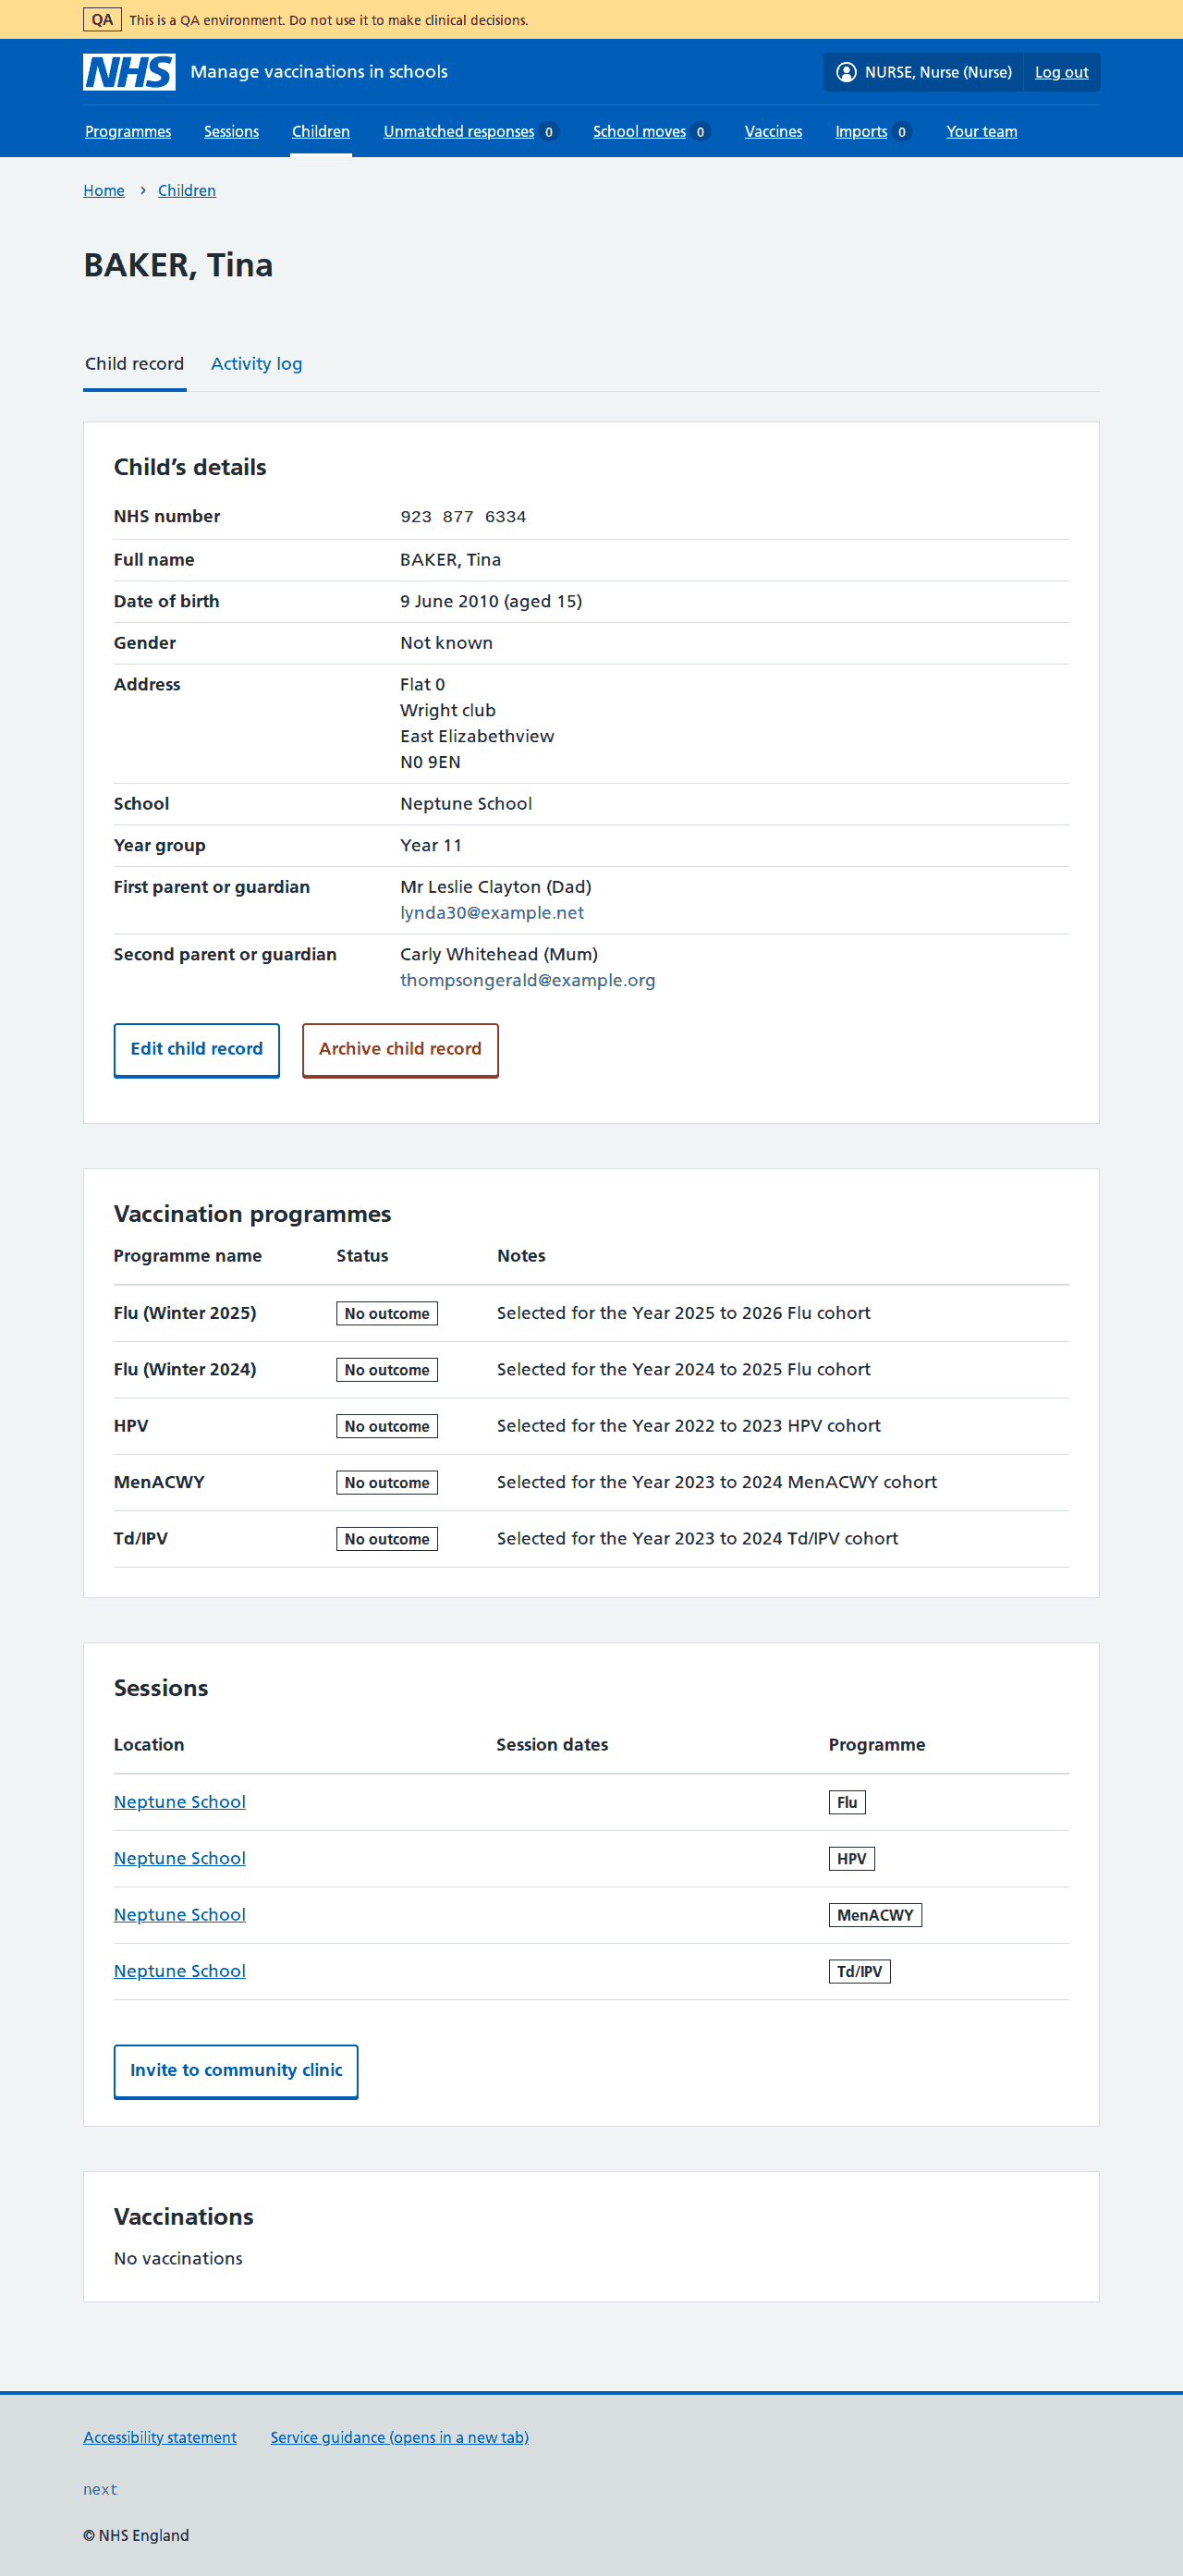 QA This is a QA environment. Do not use it to make clinical decisions.
NHS Manage vaccinations in schools NURSE, Nurse (Nurse) Log out
Programmes Sessions Children Unmatched responses 0 School moves 0 Vaccines Imports 0 Your team
Home › Children
BAKER, Tina
Child record Activity log
Child’s details
NHS number 923 877 6334
Full name BAKER, Tina
Date of birth 9 June 2010 (aged 15)
Gender Not known
Address Flat 0
Wright club
East Elizabethview
N0 9EN
School Neptune School
Year group Year 11
First parent or guardian Mr Leslie Clayton (Dad)
lynda30@example.net
Second parent or guardian Carly Whitehead (Mum)
thompsongerald@example.org
Edit child record Archive child record
Vaccination programmes
Programme name Status Notes
Flu (Winter 2025) No outcome Selected for the Year 2025 to 2026 Flu cohort
Flu (Winter 2024) No outcome Selected for the Year 2024 to 2025 Flu cohort
HPV No outcome Selected for the Year 2022 to 2023 HPV cohort
MenACWY No outcome Selected for the Year 2023 to 2024 MenACWY cohort
Td/IPV No outcome Selected for the Year 2023 to 2024 Td/IPV cohort
Sessions
Location Session dates Programme
Neptune School Flu
Neptune School HPV
Neptune School MenACWY
Neptune School Td/IPV
Invite to community clinic
Vaccinations
No vaccinations
Accessibility statement Service guidance (opens in a new tab)
next
© NHS England